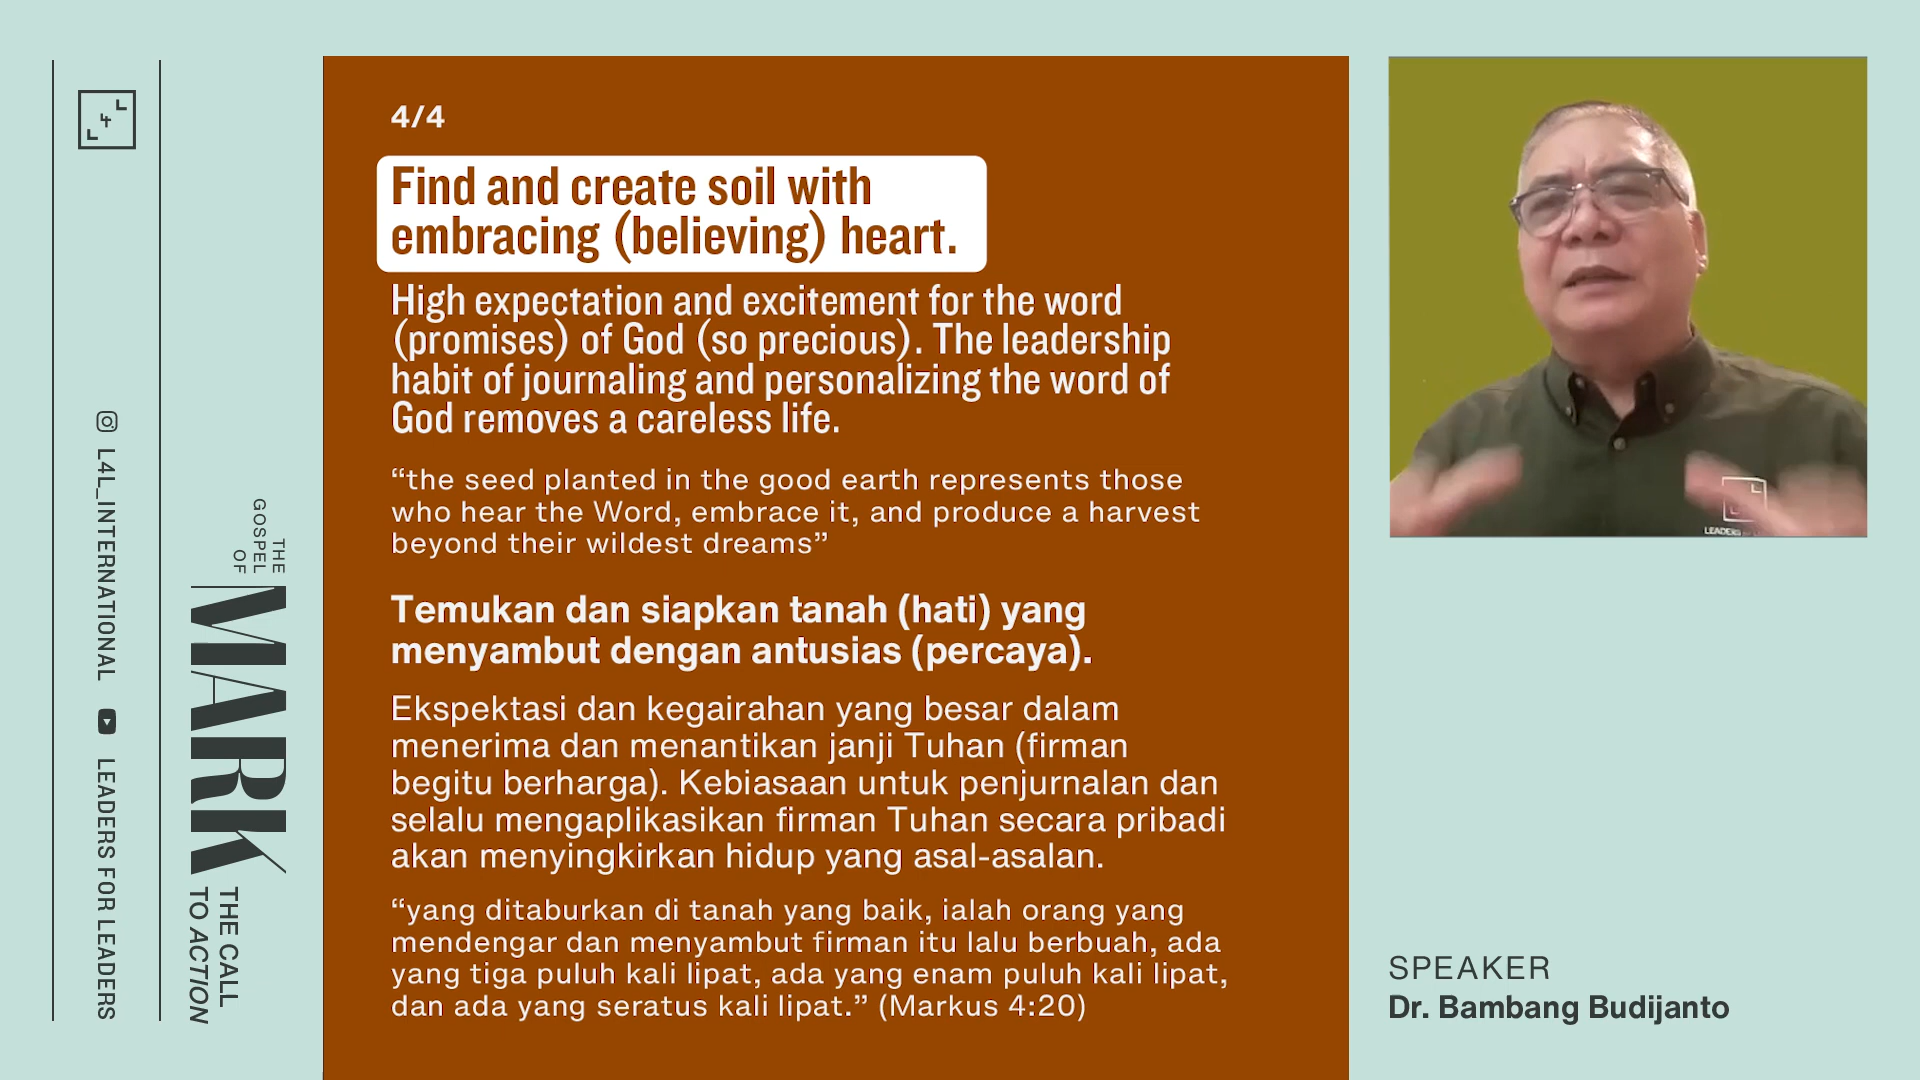 L4L_INTERNATIONAL
LEADERS FOR LEADERS
THE
GOSPEL
OF
MARK
THE CALL
TO ACTION
4/4
Find and create soil with
embracing (believing) heart.
High expectation and excitement for the word
(promises) of God (so precious). The leadership
habit of journaling and personalizing the word of
God removes a careless life.
“the seed planted in the good earth represents those
who hear the Word, embrace it, and produce a harvest
beyond their wildest dreams”
Temukan dan siapkan tanah (hati) yang
menyambut dengan antusias (percaya).
Ekspektasi dan kegairahan yang besar dalam
menerima dan menantikan janji Tuhan (firman
begitu berharga). Kebiasaan untuk penjurnalan dan
selalu mengaplikasikan firman Tuhan secara pribadi
akan menyingkirkan hidup yang asal-asalan.
“yang ditaburkan di tanah yang baik, ialah orang yang
mendengar dan menyambut firman itu lalu berbuah, ada
yang tiga puluh kali lipat, ada yang enam puluh kali lipat,
dan ada yang seratus kali lipat.” (Markus 4:20)
SPEAKER
Dr. Bambang Budijanto